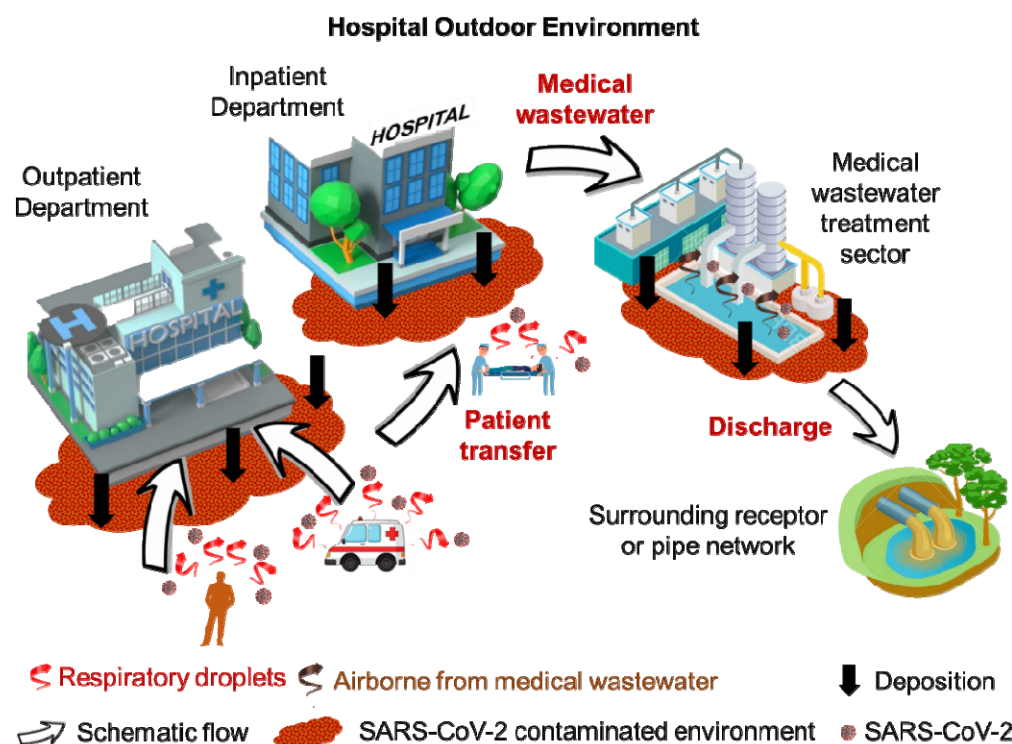 Hospital Outdoor Environment
Inpatient
Department
Medical
wastewater
HOSPITAL
Outpatient
Department
Medical
wastewater
treatment
sector
H
HOSPITAL
Patient
transfer
Discharge
Surrounding receptor
or pipe network
Respiratory droplets
Airborne from medical wastewater
Deposition
Schematic flow
SARS-CoV-2 contaminated environment
SARS-CoV-2